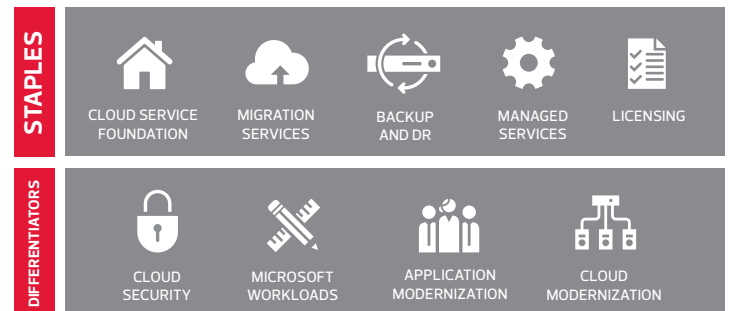 STAPLES
CLOUD SERVICE
FOUNDATION
MIGRATION
SERVICES
BACKUP
AND DR
MANAGED
SERVICES
LICENSING
DIFFERENTIATORS
CLOUD
SECURITY
MICROSOFT
WORKLOADS
APPLICATION
MODERNIZATION
CLOUD
MODERNIZATION